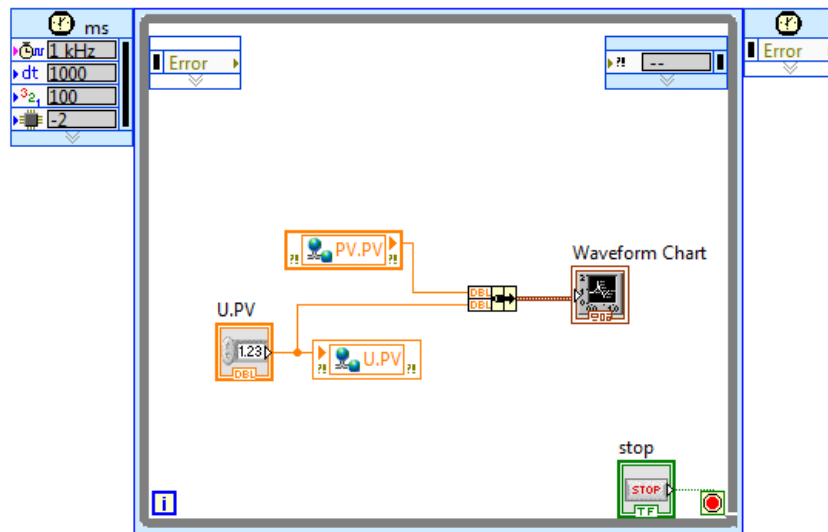 ms
1 kHz
dt 1000
321 100
-2
Error
?! --
Error
?! PV.PV ?!
Waveform Chart
DBL
DBL
U.PV
1.23
DBL
?! U.PV ?!
stop
STOP
TF
i